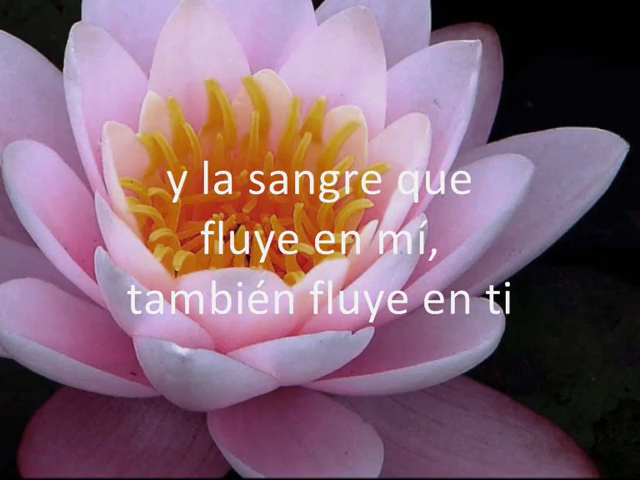 y la sangre que
fluye en mí,
también fluye en ti